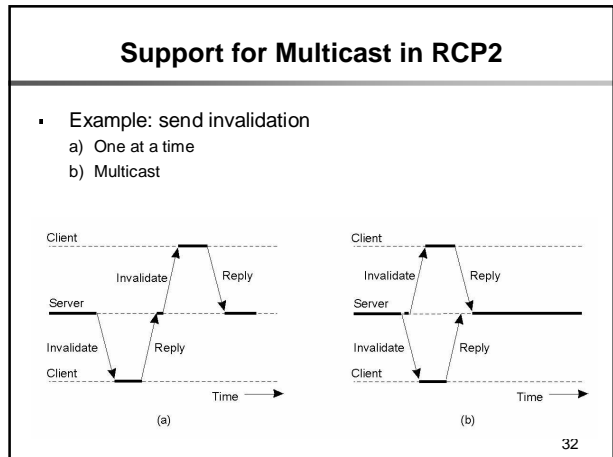 Support for Multicast in RCP2
▪ Example: send invalidation
a) One at a time
b) Multicast
Client
Invalidate
Reply
Server
Invalidate
Reply
Client
Time
(a)
Client
Invalidate
Reply
Server
Invalidate
Reply
Client
Time
(b)
32